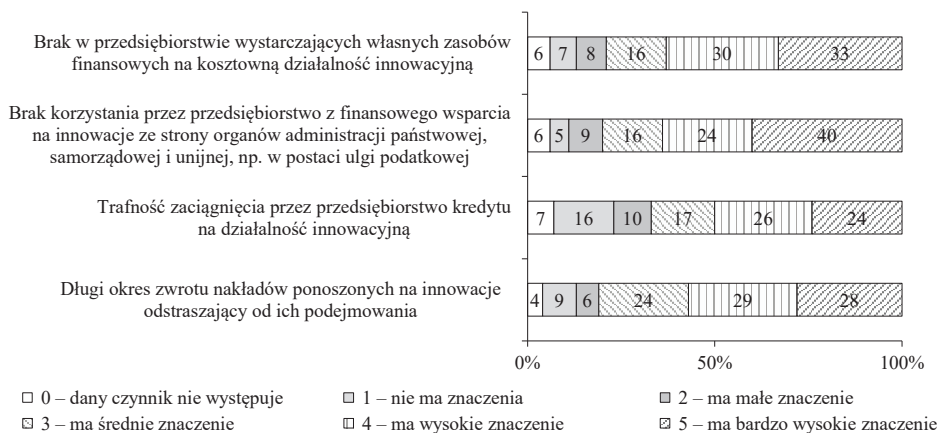 Brak w przedsiębiorstwie wystarczających własnych zasobów
finansowych na kosztowną działalność innowacyjną
6 7 8 16 30 33
Brak korzystania przez przedsiębiorstwo z finansowego wsparcia
na innowacje ze strony organów administracji państwowej,
samorządowej i unijnej, np. w postaci ulgi podatkowej
6 5 9 16 24 40
Trafność zaciągnięcia przez przedsiębiorstwo kredytu
na działalność innowacyjną
7 16 10 17 26 24
Długi okres zwrotu nakładów ponoszonych na innowacje
odstraszający od ich podejmowania
4 9 6 24 29 28
0% 50% 100%
0 – dany czynnik nie występuje 1 – nie ma znaczenia 2 – ma małe znaczenie
3 – ma średnie znaczenie 4 – ma wysokie znaczenie 5 – ma bardzo wysokie znaczenie